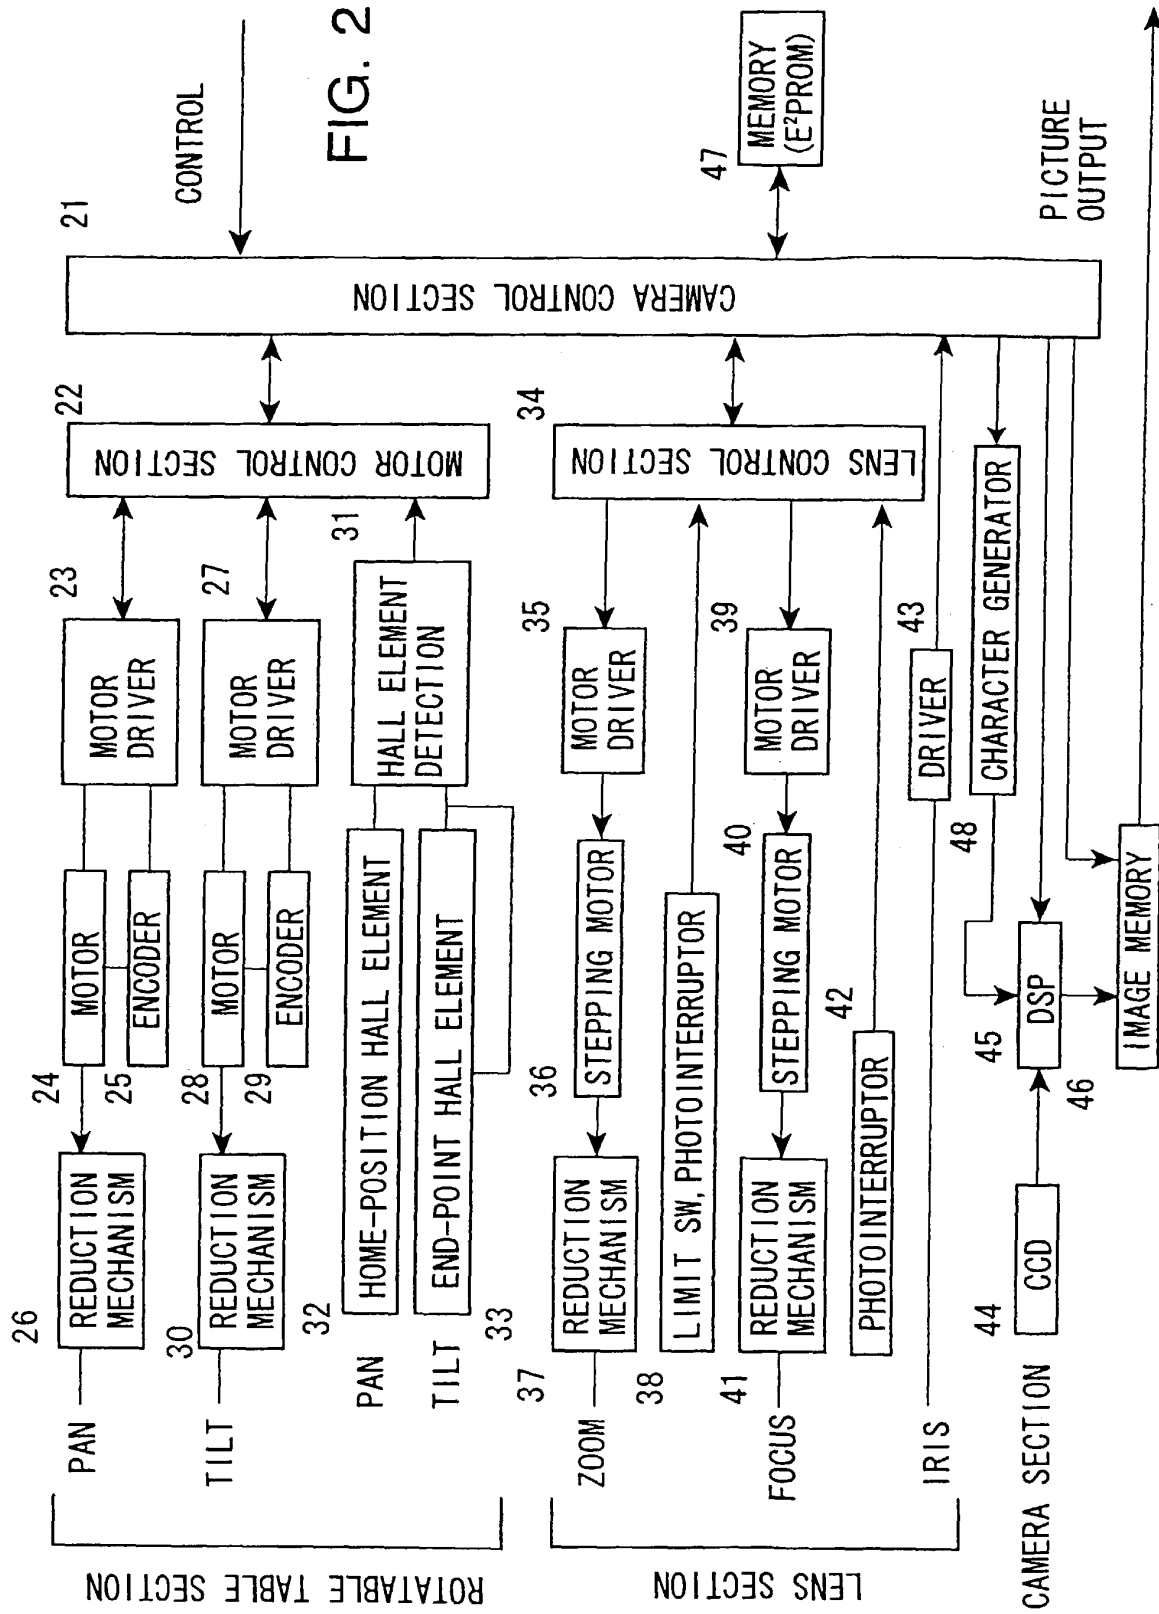 FIG. 2
CONTROL
21
CAMERA CONTROL SECTION
47
MEMORY
(E²PROM)
PICTURE
OUTPUT
ROTATABLE TABLE SECTION
PAN
26
REDUCTION
MECHANISM
24
MOTOR
25
ENCODER
23
MOTOR
DRIVER
22
MOTOR CONTROL SECTION
TILT
30
REDUCTION
MECHANISM
28
MOTOR
29
ENCODER
27
MOTOR
DRIVER
PAN
32
HOME-POSITION HALL ELEMENT
31
HALL ELEMENT
DETECTION
TILT
END-POINT HALL ELEMENT
33
LENS SECTION
ZOOM
37
REDUCTION
MECHANISM
36
STEPPING MOTOR
35
MOTOR
DRIVER
34
LENS CONTROL SECTION
38
LIMIT SW, PHOTOINTERRUPTOR
FOCUS
41
REDUCTION
MECHANISM
40
STEPPING MOTOR
39
MOTOR
DRIVER
42
PHOTOINTERRUPTOR
IRIS
43
DRIVER
48
CHARACTER GENERATOR
CAMERA SECTION
44
CCD
45
DSP
46
IMAGE MEMORY